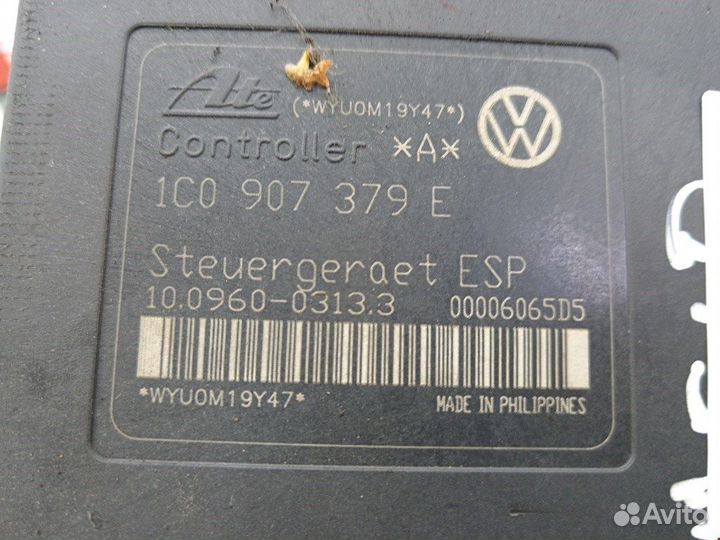 Ate (*WYU0M19Y47*)
Controller *A*
1C0 907 379 E
Steuergeraet ESP
10.0960-0313.3 00006065D5
*WYU0M19Y47*
MADE IN PHILIPPINES
Avito